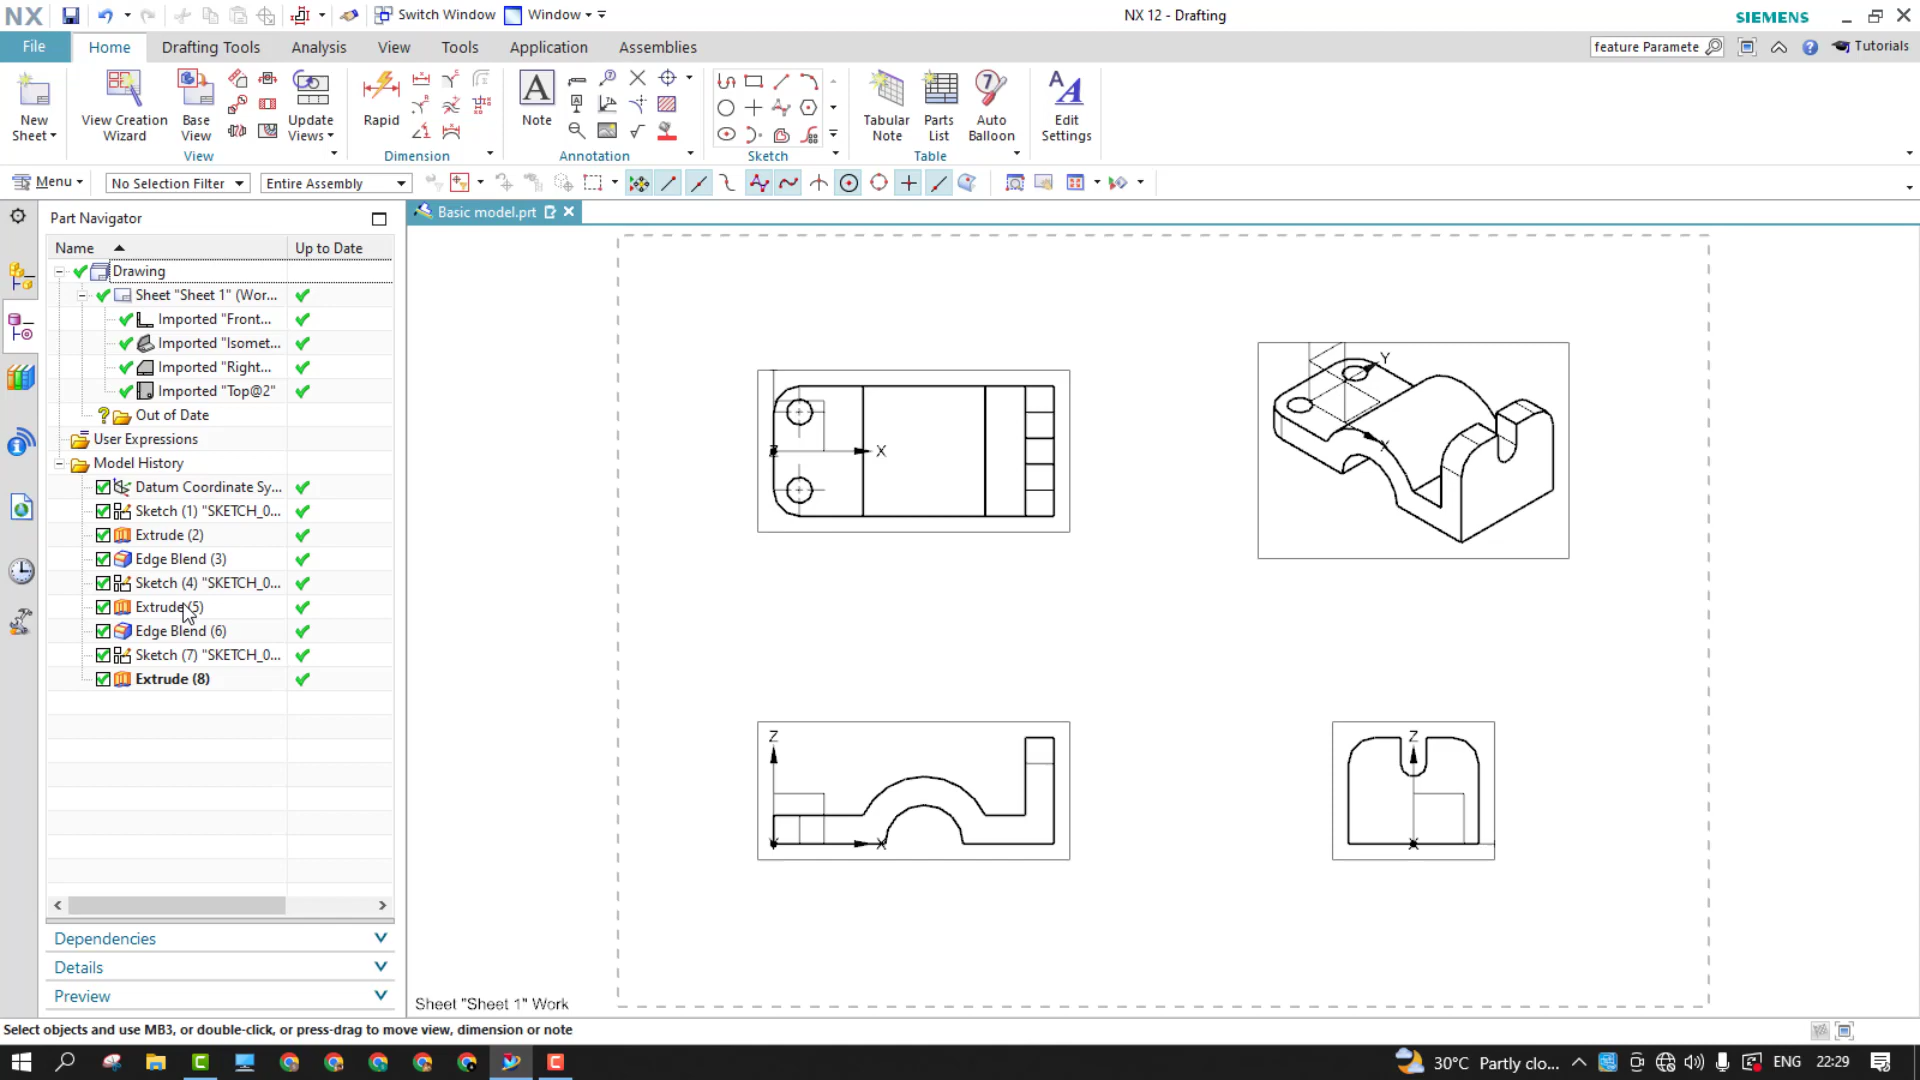 NX
Switch Window
Window
NX 12 - Drafting
SIEMENS
File
Home
Drafting Tools
Analysis
View
Tools
Application
Assemblies
feature Paramete
Tutorials
New
Sheet
View Creation
Wizard
Base
View
Update
Views
View
Rapid
Dimension
A
Note
Annotation
Sketch
Tabular
Note
Parts
List
7
Auto
Balloon
Table
A
A
Edit
Settings
Menu
No Selection Filter
Entire Assembly
Part Navigator
Basic model.prt
Name
Up to Date
Drawing
Sheet "Sheet 1" (Wor...
Imported "Front...
Imported "Isomet...
Imported "Right...
Imported "Top@2"
? Out of Date
User Expressions
Model History
Datum Coordinate Sy...
Sketch (1) "SKETCH_0...
Extrude (2)
Edge Blend (3)
Sketch (4) "SKETCH_0...
Extrude (5)
Edge Blend (6)
Sketch (7) "SKETCH_0...
Extrude (8)
Dependencies
Details
Preview
X
Z
Y
Z
X
Z
X
Sheet "Sheet 1" Work
Select objects and use MB3, or double-click, or press-drag to move view, dimension or note
30°C Partly clo...
ENG
22:29